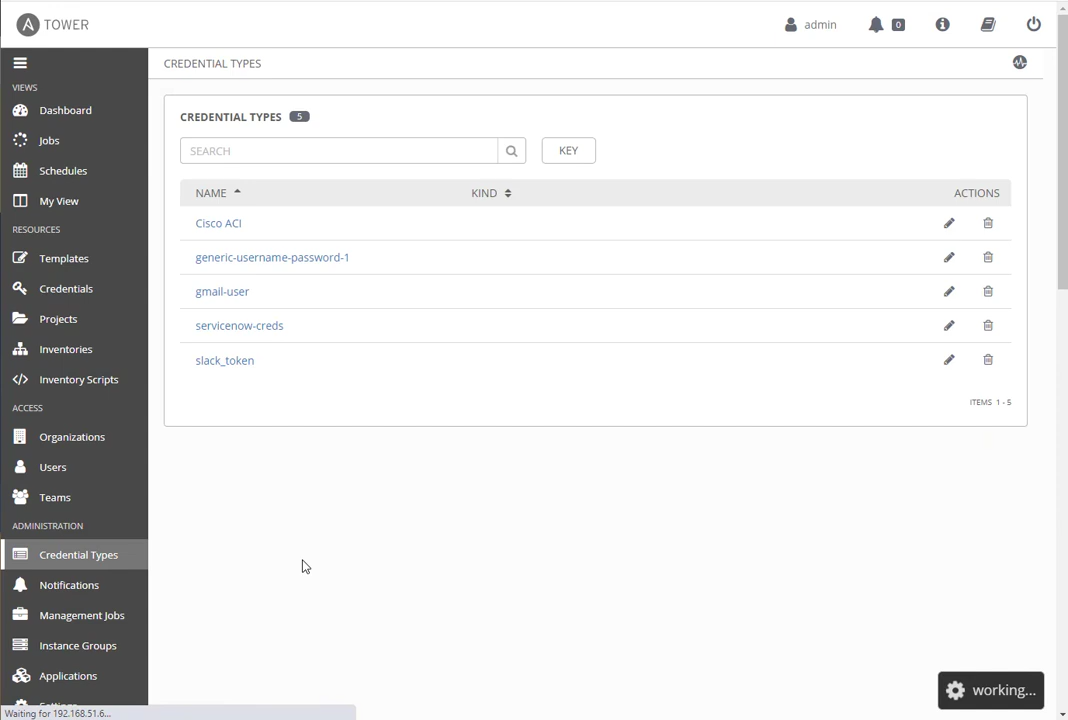 A TOWER
admin
0
CREDENTIAL TYPES
VIEWS
Dashboard
Jobs
Schedules
My View
RESOURCES
Templates
Credentials
Projects
Inventories
Inventory Scripts
ACCESS
Organizations
Users
Teams
ADMINISTRATION
Credential Types
Notifications
Management Jobs
Instance Groups
Applications
CREDENTIAL TYPES 5
SEARCH
KEY
NAME KIND ACTIONS
Cisco ACI
generic-username-password-1
gmail-user
servicenow-creds
slack_token
ITEMS 1 - 5
working...
Waiting for 192.168.51.6...